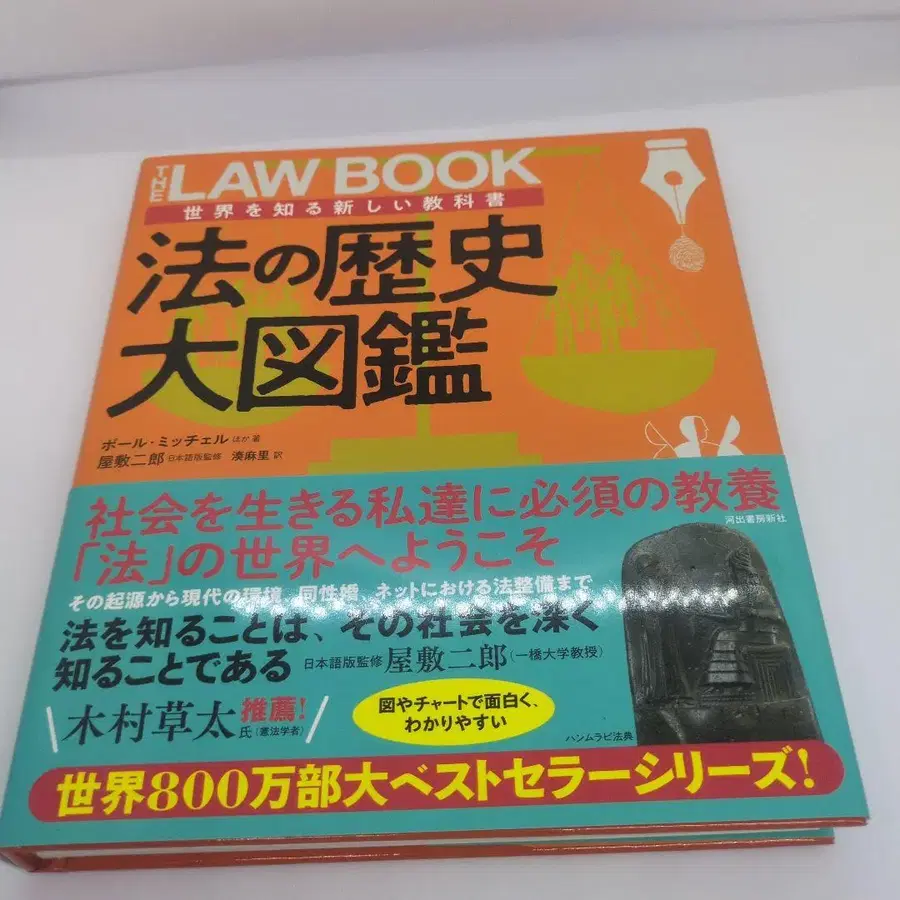 THE LAW BOOK
世界を知る新しい教科書
法の歴史
大図鑑
ポール・ミッチェル ほか 著
屋敷二郎 日本語版監修 湊麻里 訳
社会を生きる私達に必須の教養
「法」の世界へようこそ
河出書房新社
その起源から現代の環境、同性婚、ネットにおける法整備まで
法を知ることは、その社会を深く
知ることである 日本語版監修 屋敷二郎（一橋大学教授）
木村草太氏（憲法学者）推薦！
図やチャートで面白く、
わかりやすい
ハンムラビ法典
世界800万部大ベストセラーシリーズ！